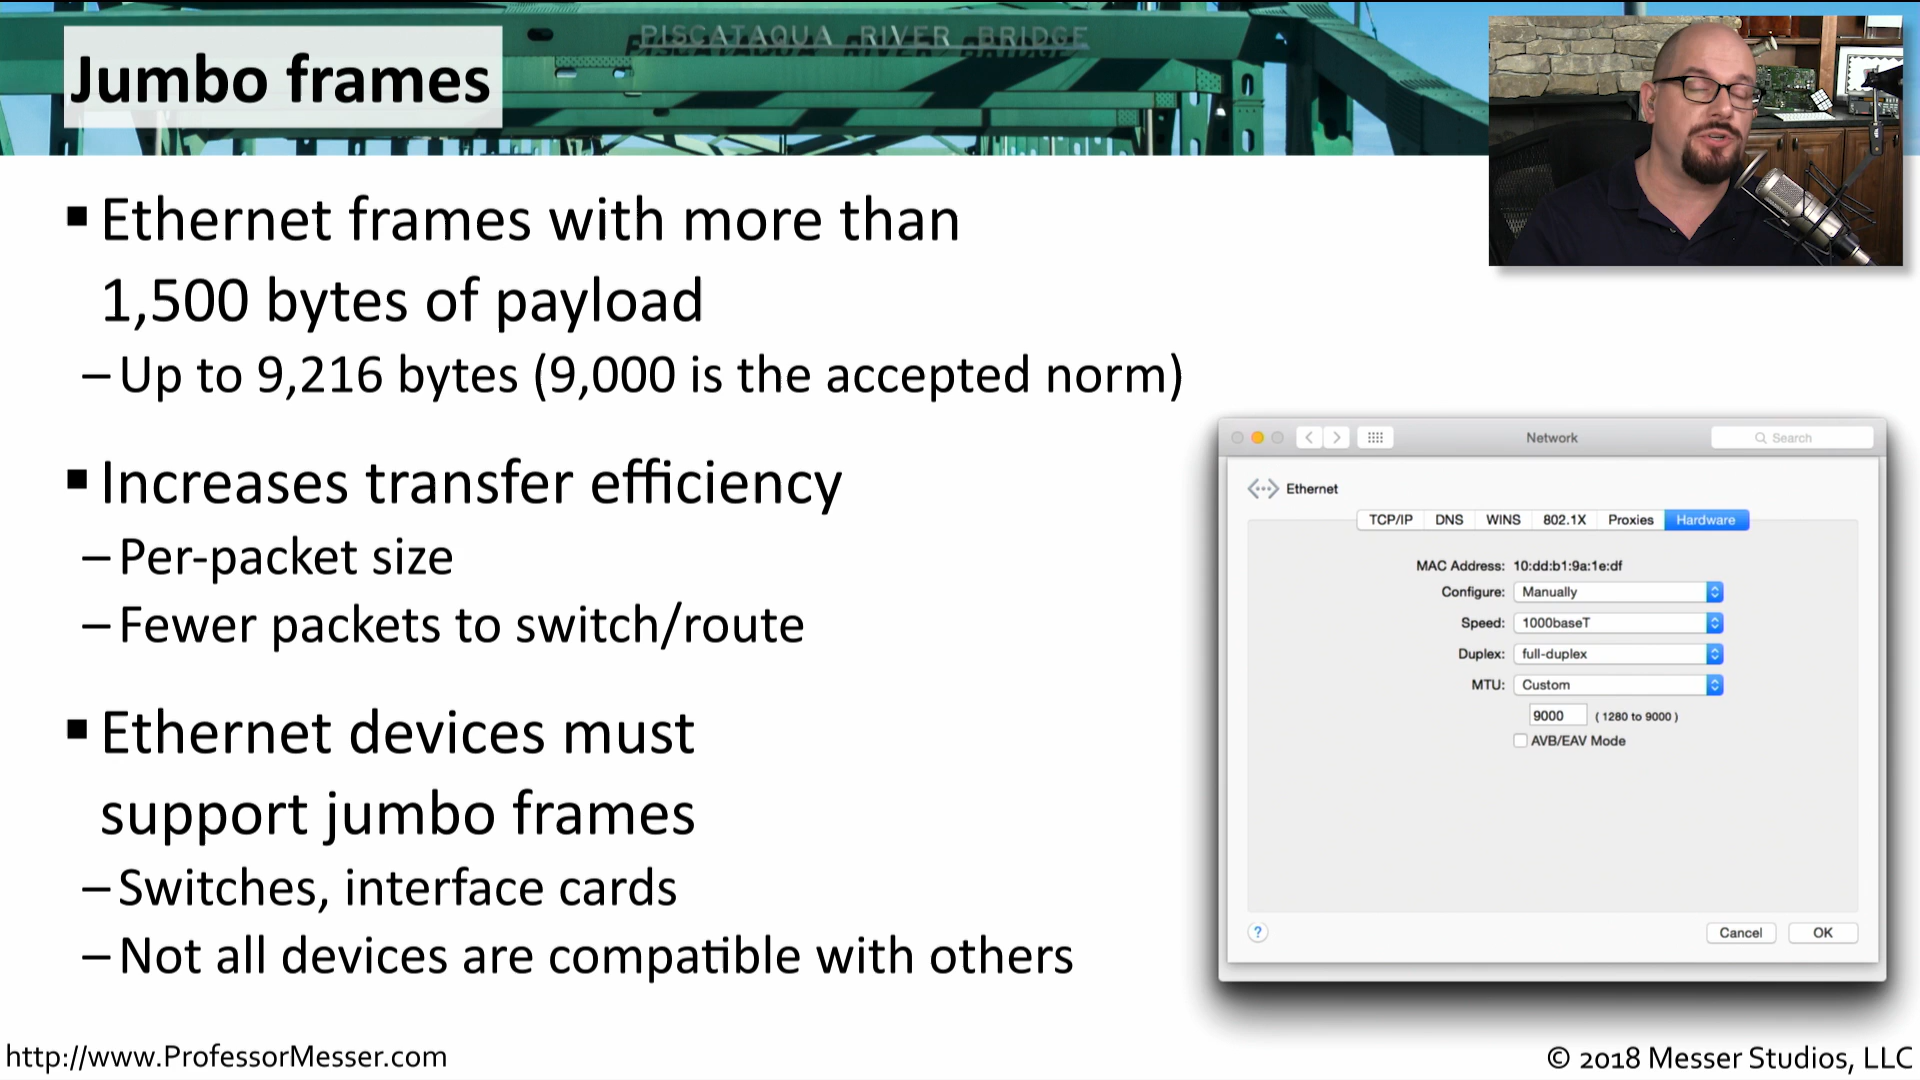 PISCATAQUA RIVER BRIDGE
Jumbo frames
▪ Ethernet frames with more than
1,500 bytes of payload
– Up to 9,216 bytes (9,000 is the accepted norm)
▪ Increases transfer efficiency
– Per-packet size
– Fewer packets to switch/route
▪ Ethernet devices must
support jumbo frames
– Switches, interface cards
– Not all devices are compatible with others
Network
Search
Ethernet
TCP/IP DNS WINS 802.1X Proxies Hardware
MAC Address: 10:dd:b1:9a:1e:df
Configure: Manually
Speed: 1000baseT
Duplex: full-duplex
MTU: Custom
9000 ( 1280 to 9000 )
AVB/EAV Mode
? Cancel OK
http://www.ProfessorMesser.com
© 2018 Messer Studios, LLC